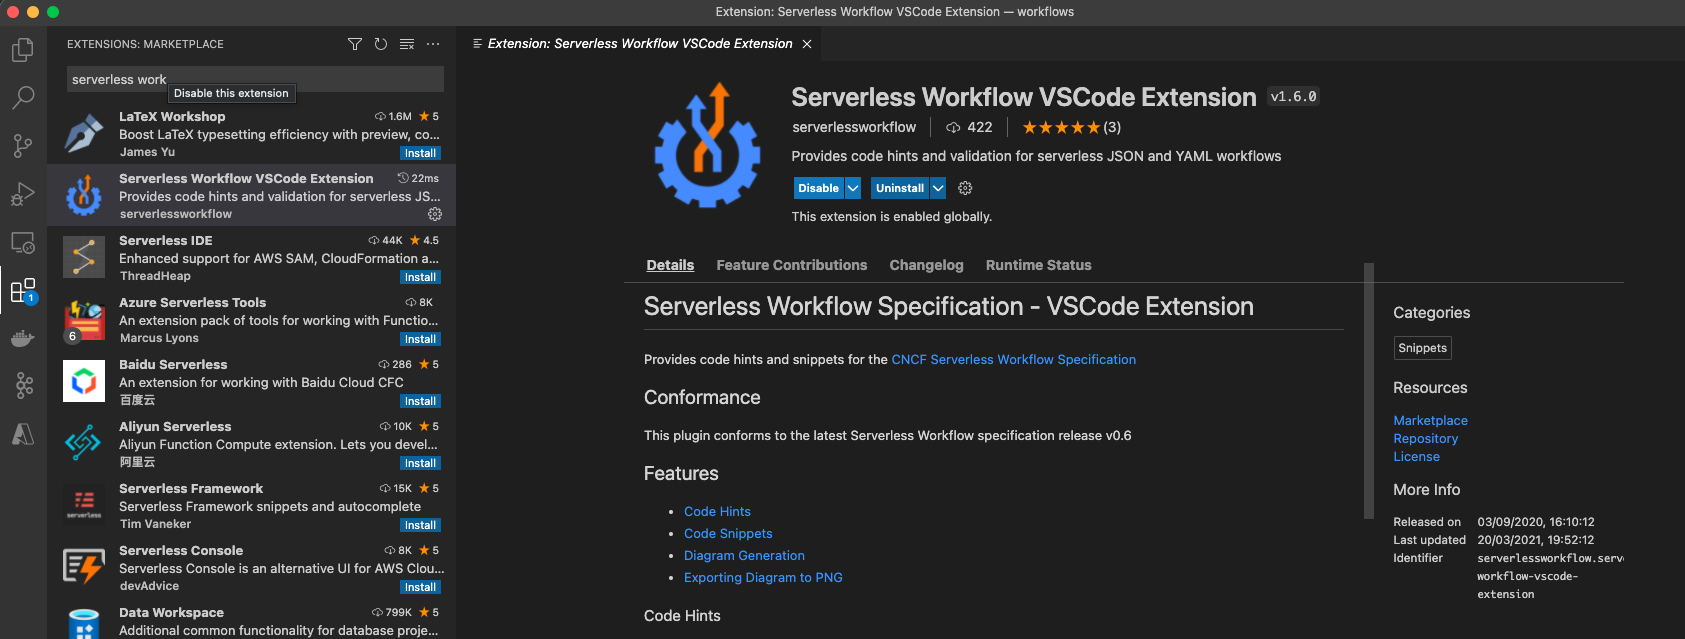 Extension: Serverless Workflow VSCode Extension — workflows
EXTENSIONS: MARKETPLACE
serverless work
Disable this extension
LaTeX Workshop 1.6M ★ 5
Boost LaTeX typesetting efficiency with preview, co...
James Yu Install
Serverless Workflow VSCode Extension 22ms
Provides code hints and validation for serverless JS...
serverlessworkflow
Serverless IDE 44K ★ 4.5
Enhanced support for AWS SAM, CloudFormation a...
ThreadHeap Install
Azure Serverless Tools 8K
An extension pack of tools for working with Functio...
6 Marcus Lyons Install
Baidu Serverless 286 ★ 5
An extension for working with Baidu Cloud CFC
百度云 Install
Aliyun Serverless 10K ★ 5
Aliyun Function Compute extension. Lets you devel...
阿里云 Install
Serverless Framework 15K ★ 5
Serverless Framework snippets and autocomplete
serverless
Tim Vaneker Install
Serverless Console 8K ★ 5
Serverless Console is an alternative UI for AWS Clou...
devAdvice Install
Data Workspace 799K ★ 5
Additional common functionality for database proje...
1
Extension: Serverless Workflow VSCode Extension
Serverless Workflow VSCode Extension v1.6.0
serverlessworkflow 422 ★★★★★(3)
Provides code hints and validation for serverless JSON and YAML workflows
Disable Uninstall
This extension is enabled globally.
Details Feature Contributions Changelog Runtime Status
Serverless Workflow Specification - VSCode Extension
Provides code hints and snippets for the CNCF Serverless Workflow Specification
Conformance
This plugin conforms to the latest Serverless Workflow specification release v0.6
Features
• Code Hints
• Code Snippets
• Diagram Generation
• Exporting Diagram to PNG
Code Hints
Categories
Snippets
Resources
Marketplace
Repository
License
More Info
Released on 03/09/2020, 16:10:12
Last updated 20/03/2021, 19:52:12
Identifier serverlessworkflow.serv
workflow-vscode-
extension